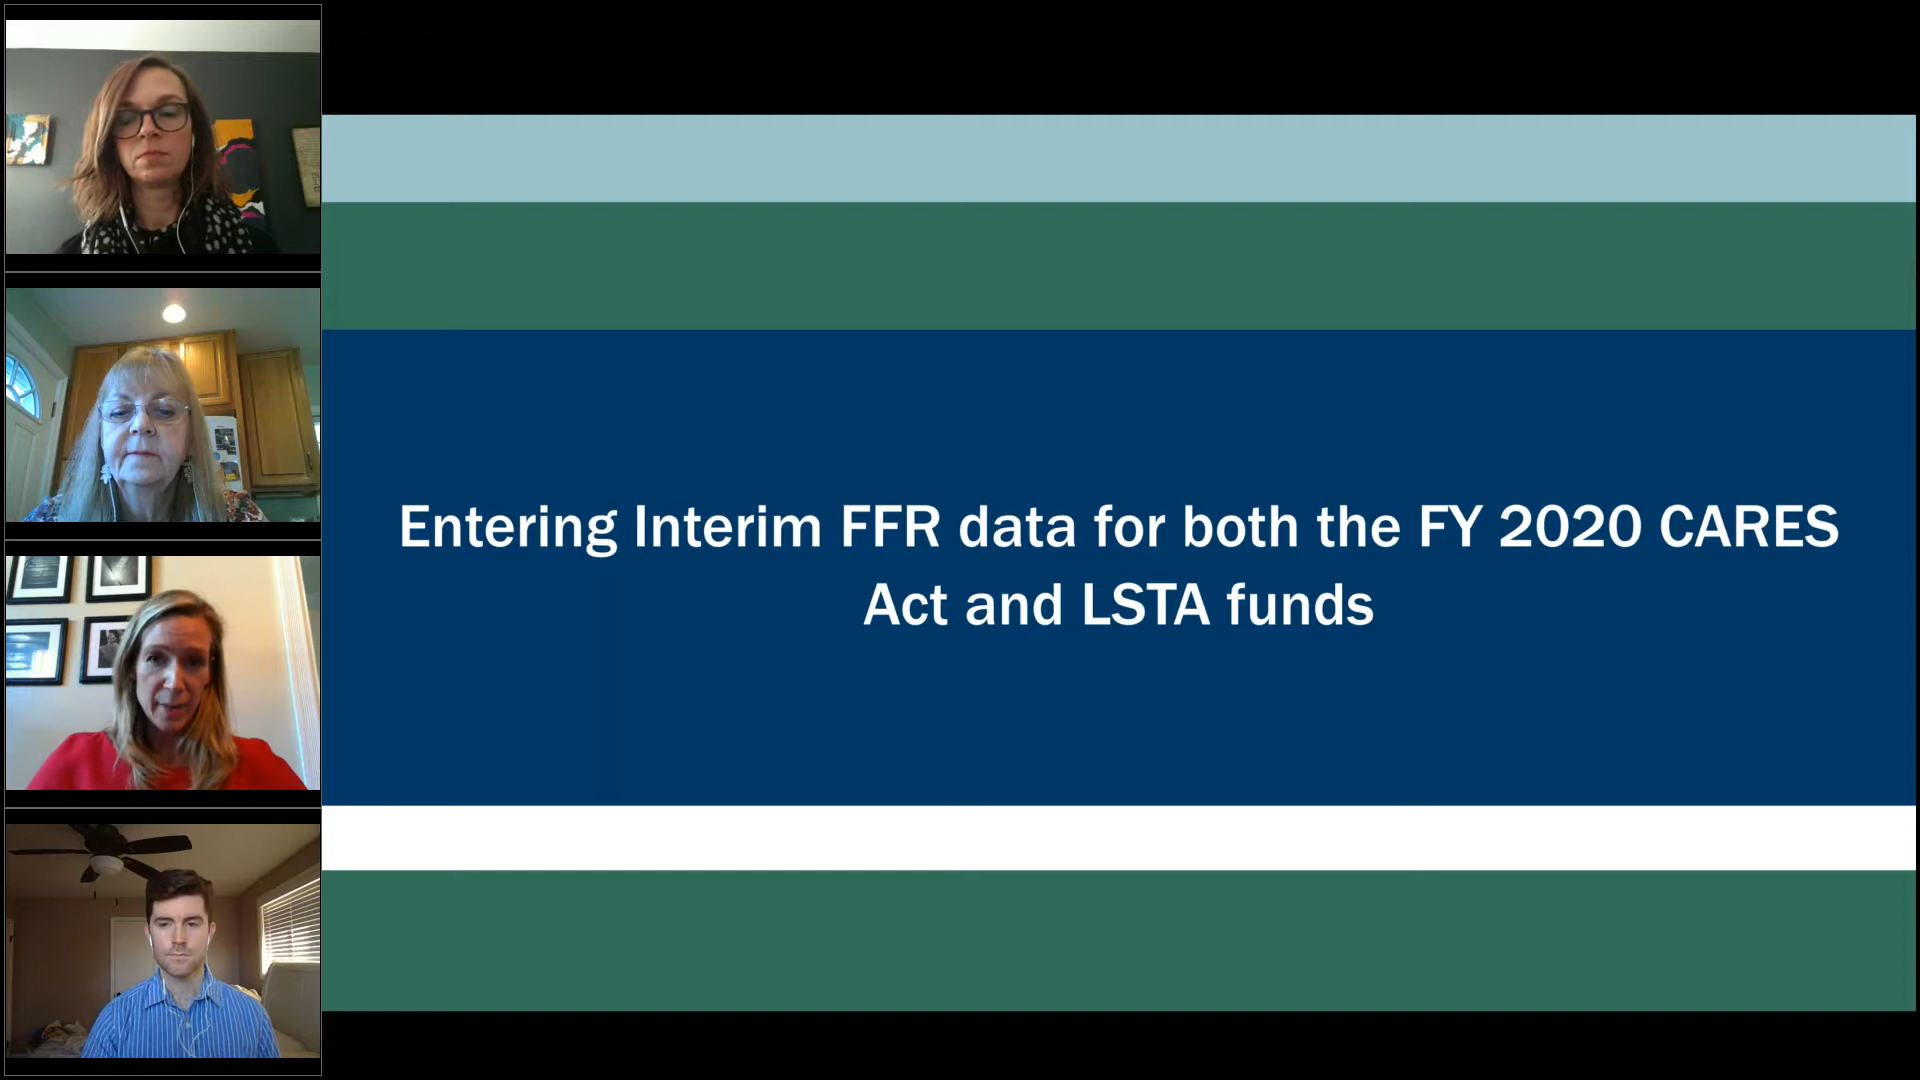 Entering Interim FFR data for both the FY 2020 CARES
Act and LSTA funds